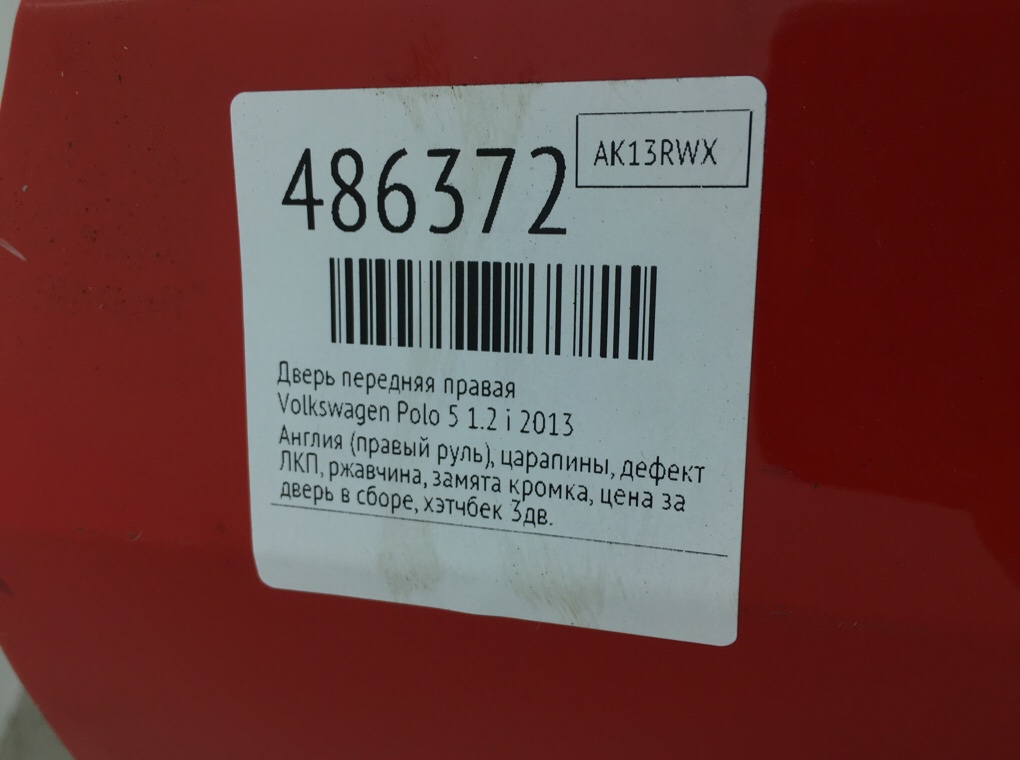 AK13RWX
486372
Дверь передняя правая
Volkswagen Polo 5 1.2 i 2013
Англия (правый руль), царапины, дефект
ЛКП, ржавчина, замята кромка, цена за
дверь в сборе, хэтчбек 3дв.